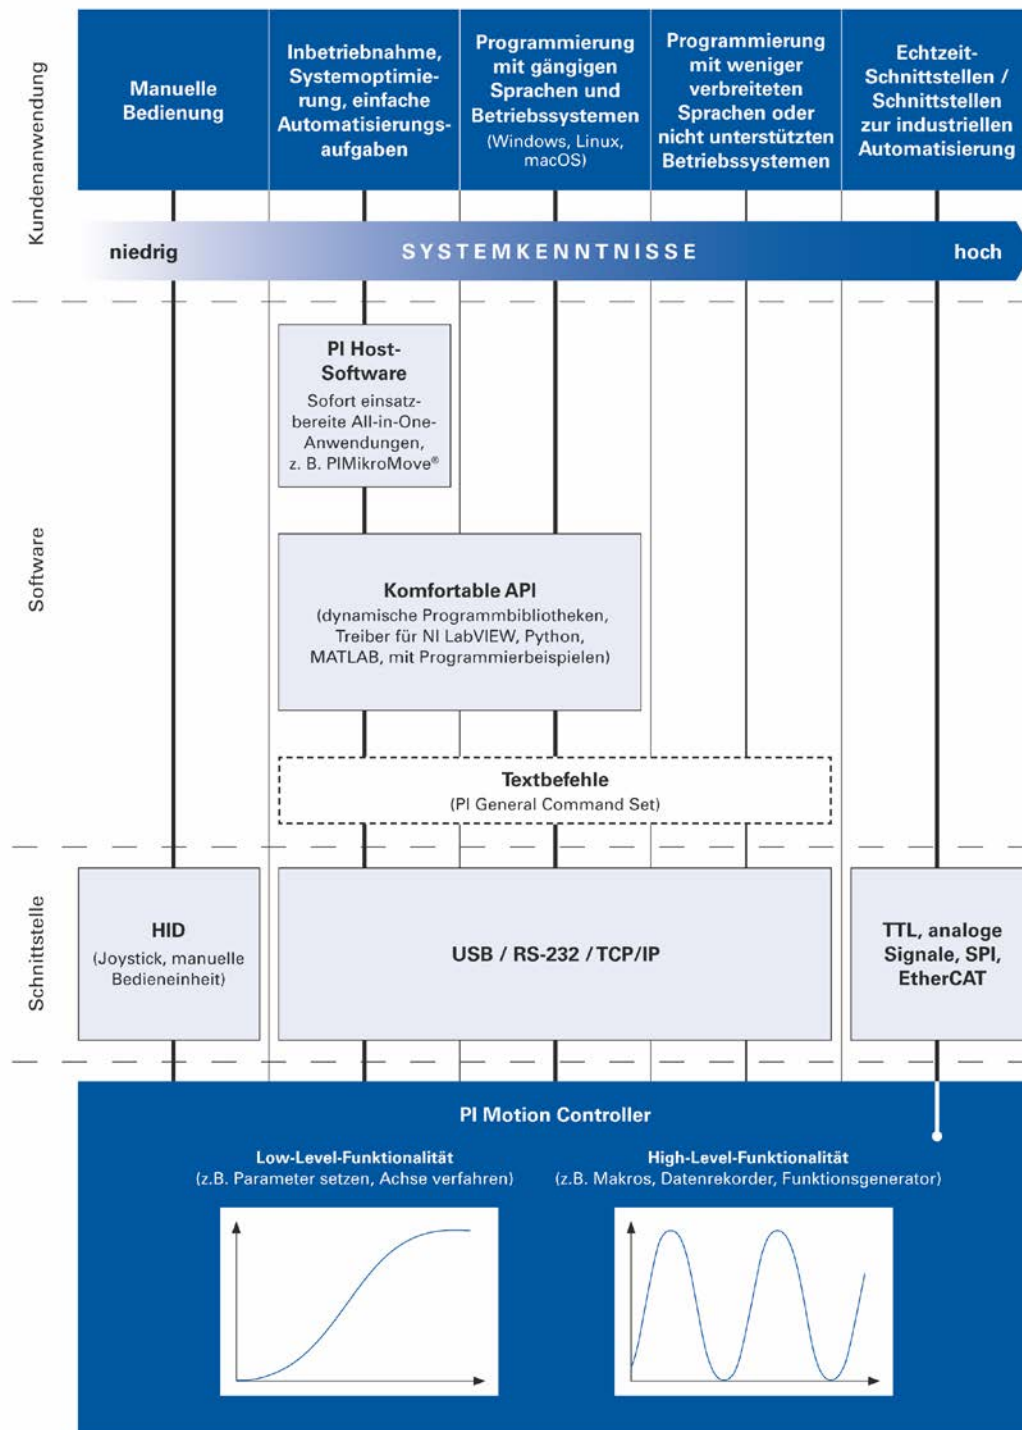 Kundenanwendung
Manuelle
Bedienung
Inbetriebnahme,
Systemoptimie-
rung, einfache
Automatisierungs-
aufgaben
Programmierung
mit gängigen
Sprachen und
Betriebssystemen
(Windows, Linux,
macOS)
Programmierung
mit weniger
verbreiteten
Sprachen oder
nicht unterstützten
Betriebssystemen
Echtzeit-
Schnittstellen /
Schnittstellen
zur industriellen
Automatisierung
niedrig
SYSTEMKENNTNISSE
hoch
Software
PI Host-
Software
Sofort einsatz-
bereite All-in-One-
Anwendungen,
z. B. PIMikroMove®
Komfortable API
(dynamische Programmbibliotheken,
Treiber für NI LabVIEW, Python,
MATLAB, mit Programmierbeispielen)
Textbefehle
(PI General Command Set)
Schnittstelle
HID
(Joystick, manuelle
Bedieneinheit)
USB / RS-232 / TCP/IP
TTL, analoge
Signale, SPI,
EtherCAT
PI Motion Controller
Low-Level-Funktionalität
(z.B. Parameter setzen, Achse verfahren)
High-Level-Funktionalität
(z.B. Makros, Datenrekorder, Funktionsgenerator)